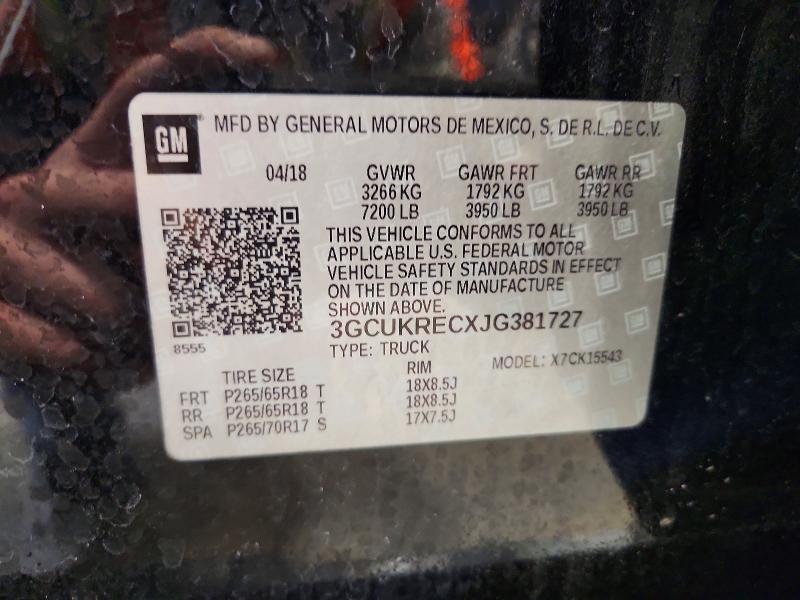 GM
MFD BY GENERAL MOTORS DE MEXICO, S. DE R.L. DE C.V.
04/18 GVWR GAWR FRT GAWR RR
3266 KG 1792 KG 1792 KG
7200 LB 3950 LB 3950 LB
THIS VEHICLE CONFORMS TO ALL
APPLICABLE U.S. FEDERAL MOTOR
VEHICLE SAFETY STANDARDS IN EFFECT
ON THE DATE OF MANUFACTURE
SHOWN ABOVE.
3GCUKRECXJG381727
8555
TYPE: TRUCK MODEL: X7CK15543
TIRE SIZE RIM
FRT P265/65R18 T 18X8.5J
RR P265/65R18 T 18X8.5J
SPA P265/70R17 S 17X7.5J